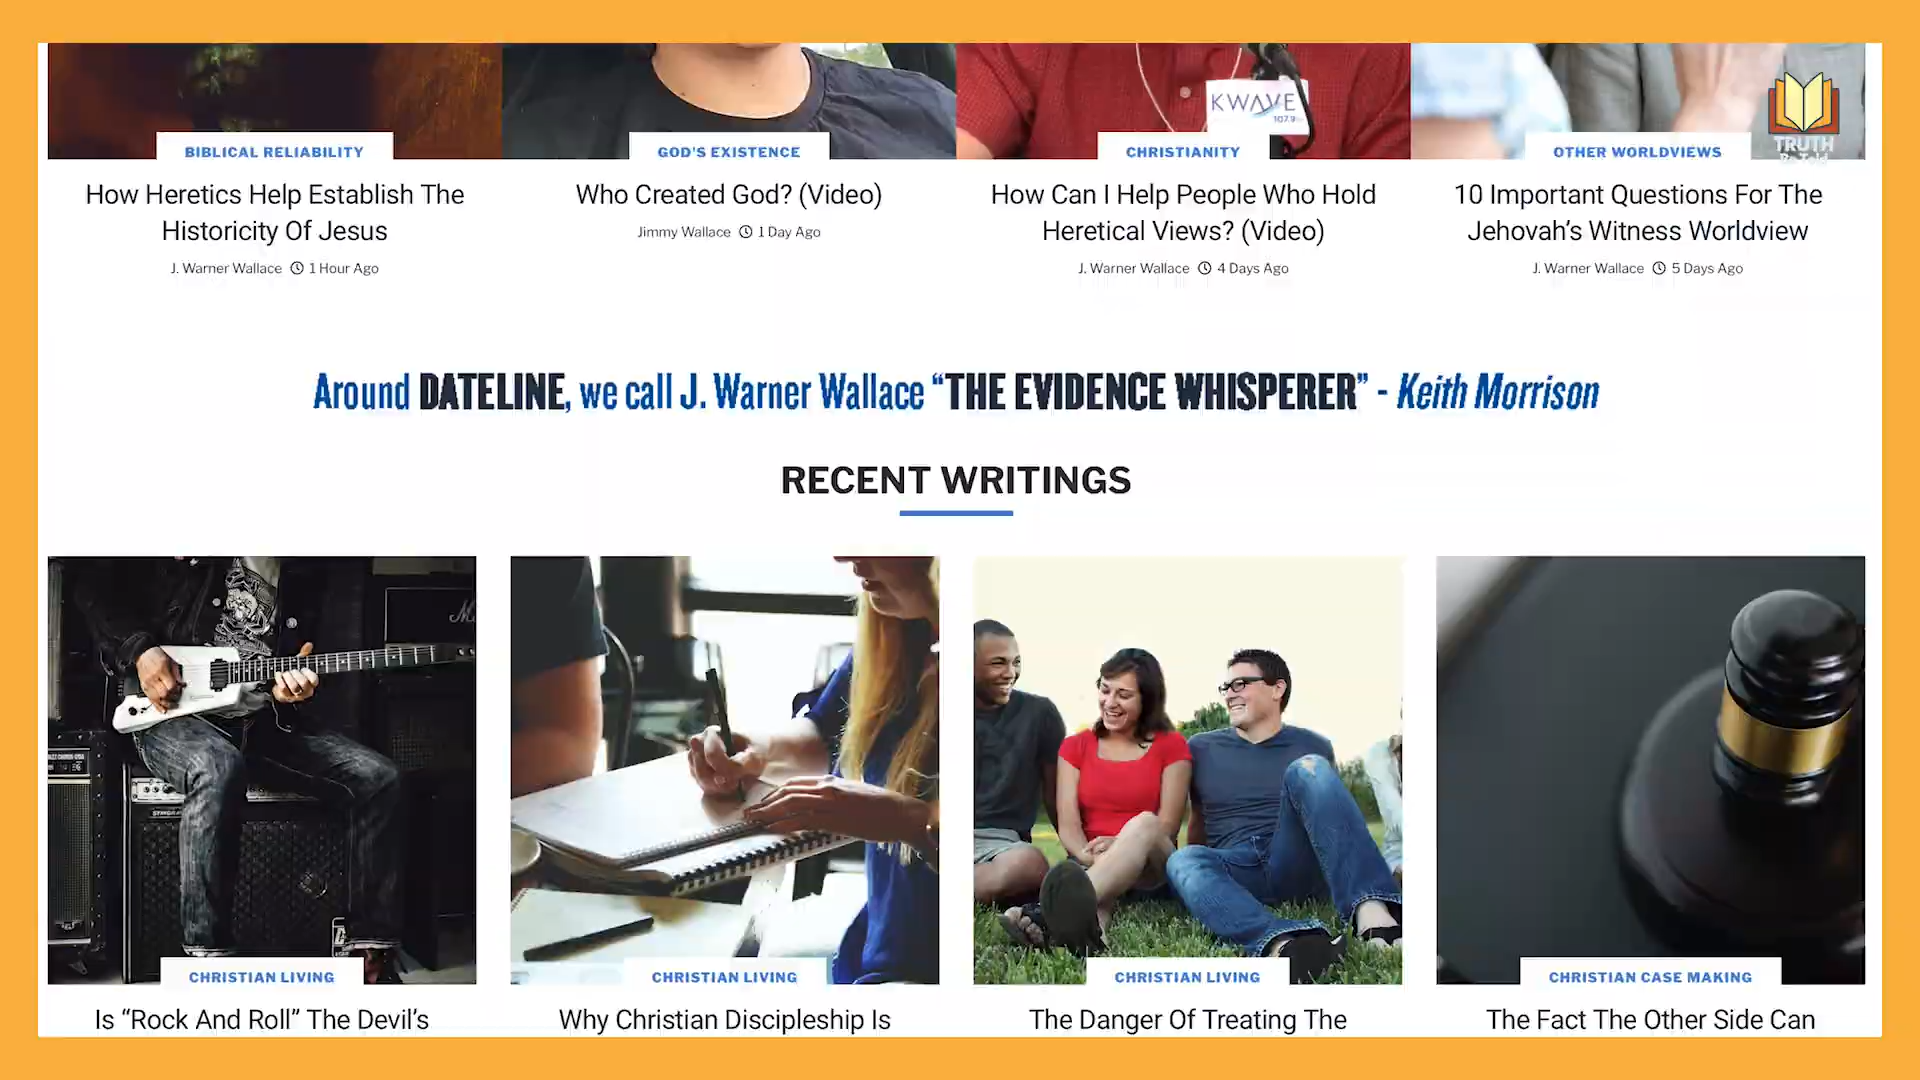 KWAVE
107.9
TRUTH
Be Told
BIBLICAL RELIABILITY
GOD'S EXISTENCE
CHRISTIANITY
OTHER WORLDVIEWS
How Heretics Help Establish The
Historicity Of Jesus
J. Warner Wallace 1 Hour Ago
Who Created God? (Video)
Jimmy Wallace 1 Day Ago
How Can I Help People Who Hold
Heretical Views? (Video)
J. Warner Wallace 4 Days Ago
10 Important Questions For The
Jehovah’s Witness Worldview
J. Warner Wallace 5 Days Ago
Around DATELINE, we call J. Warner Wallace “THE EVIDENCE WHISPERER” - Keith Morrison
RECENT WRITINGS
CHRISTIAN LIVING
CHRISTIAN LIVING
CHRISTIAN LIVING
CHRISTIAN CASE MAKING
Is “Rock And Roll” The Devil’s
Why Christian Discipleship Is
The Danger Of Treating The
The Fact The Other Side Can